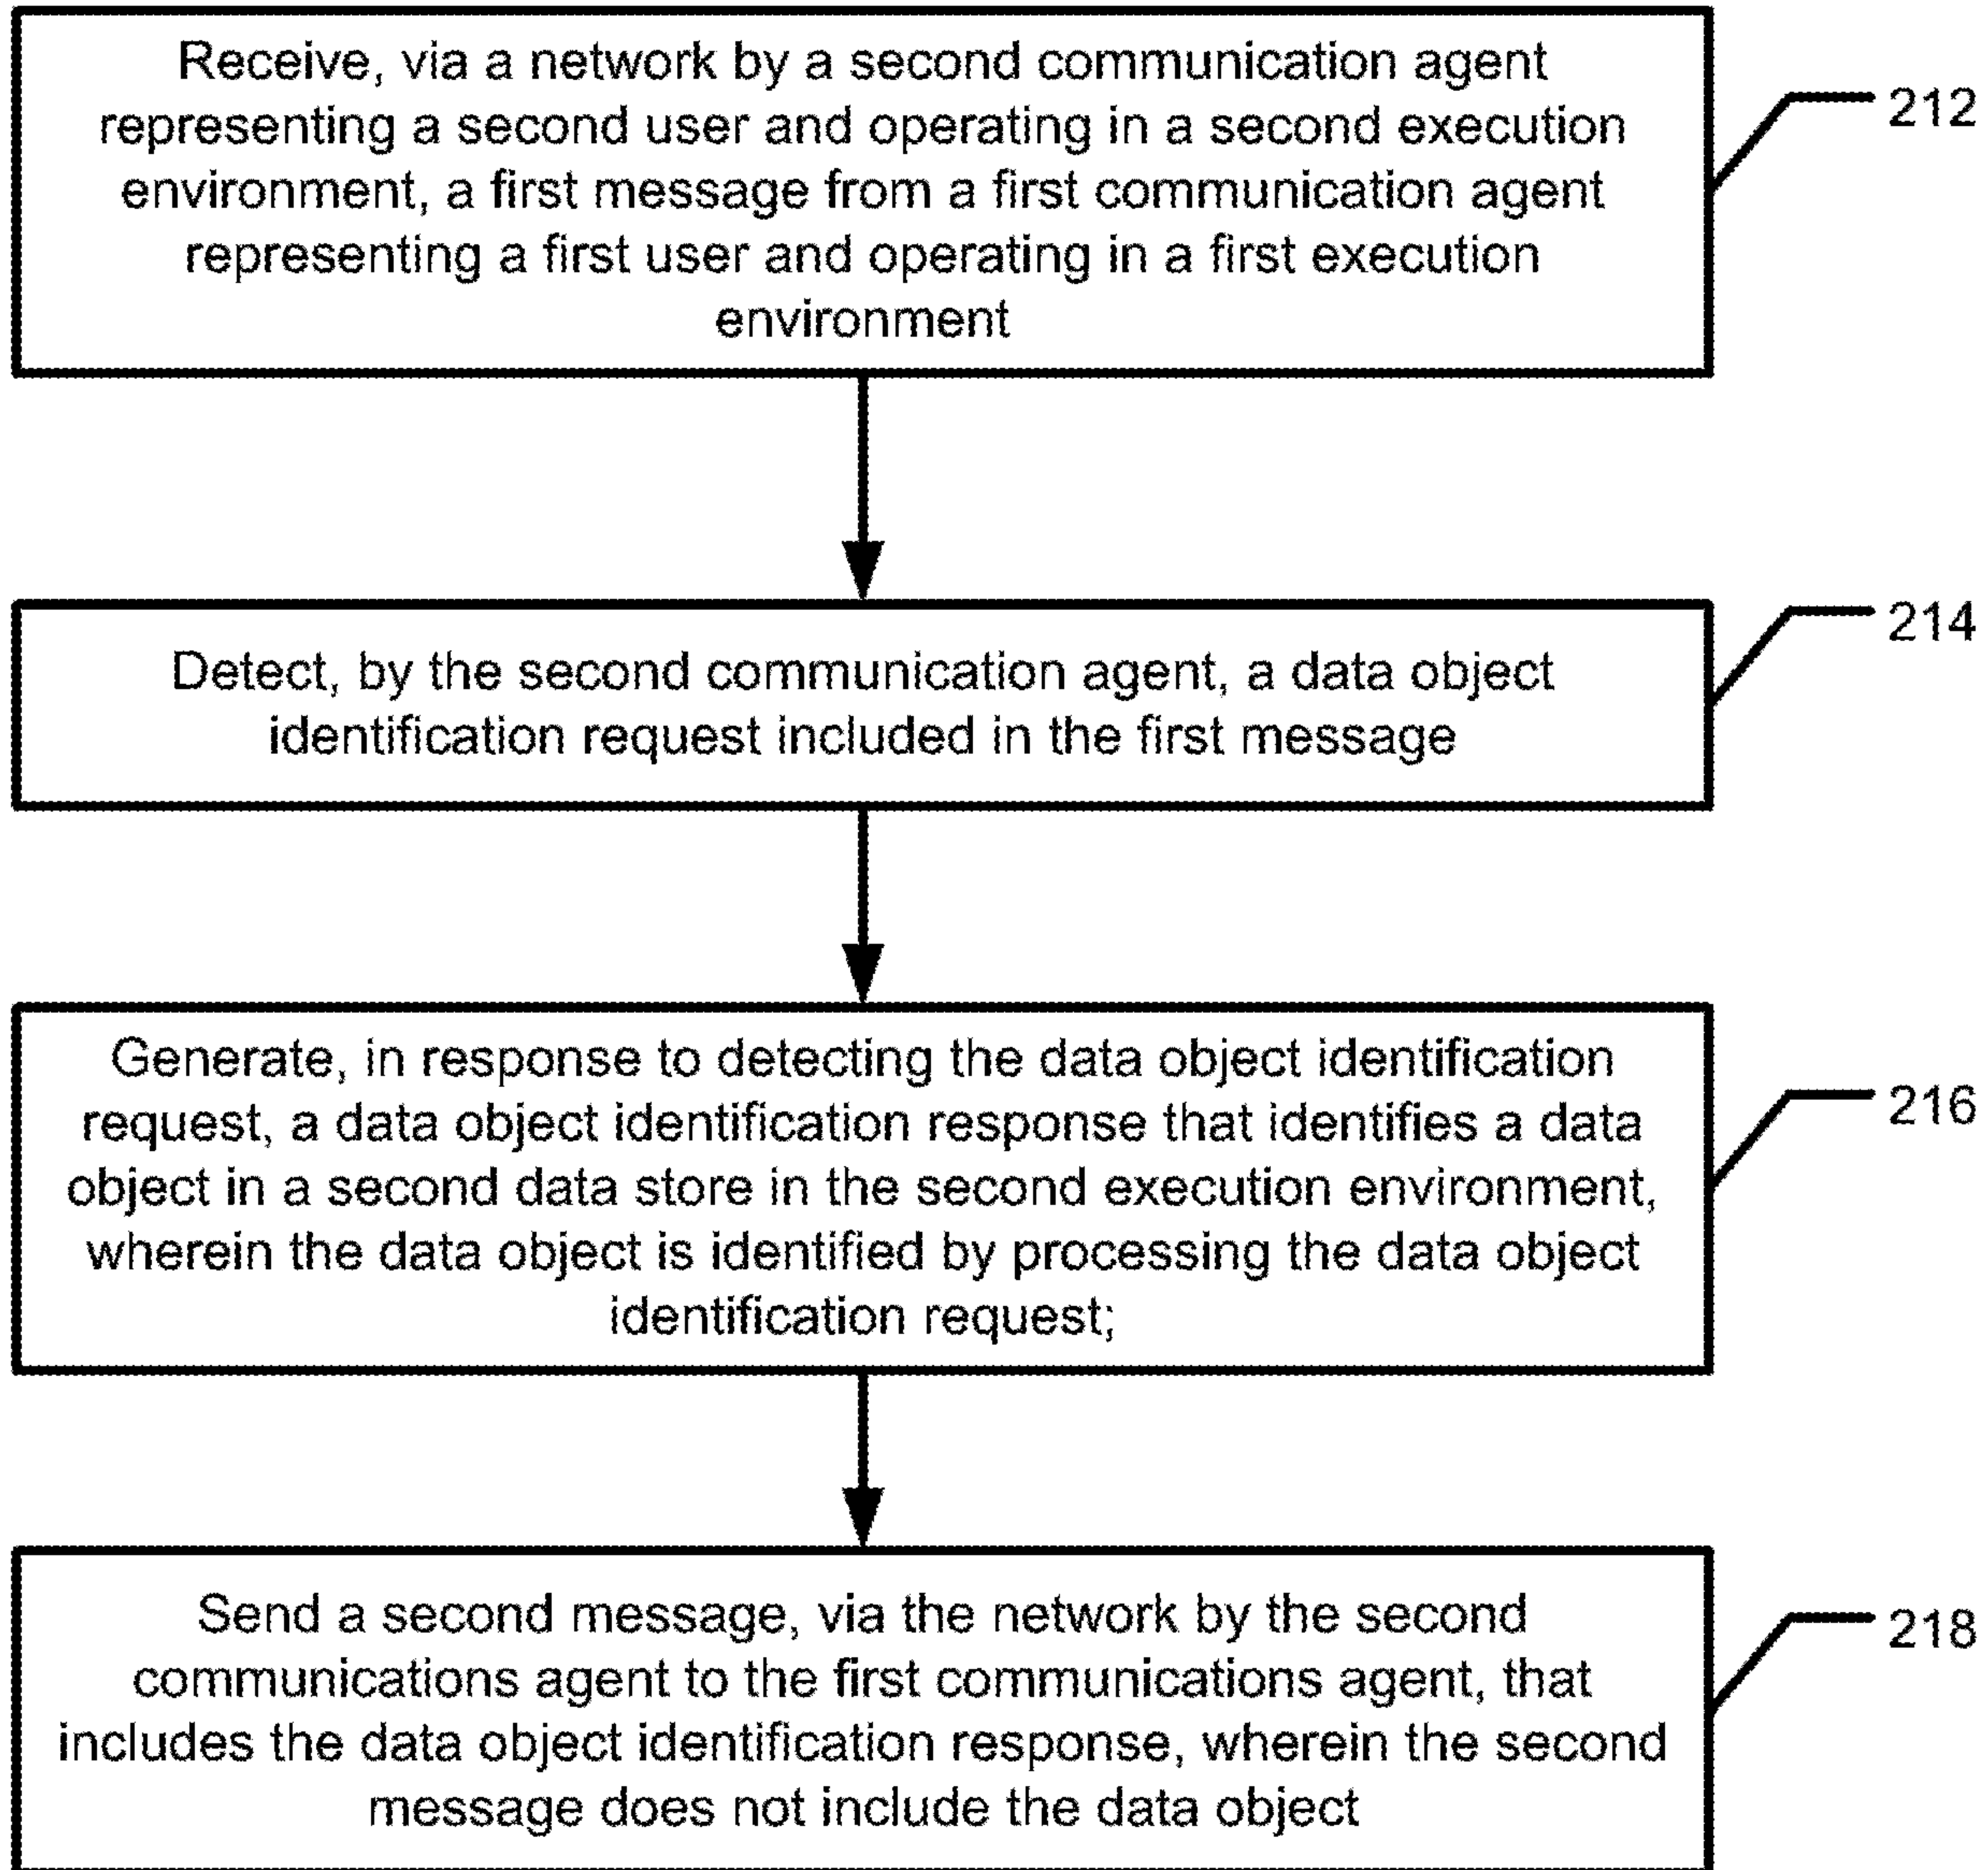 Receive, via a network by a second communication agent
representing a second user and operating in a second execution
environment, a first message from a first communication agent
representing a first user and operating in a first execution
environment
212
Detect, by the second communication agent, a data object
identification request included in the first message
214
Generate, in response to detecting the data object identification
request, a data object identification response that identifies a data
object in a second data store in the second execution environment,
wherein the data object is identified by processing the data object
identification request;
216
Send a second message, via the network by the second
communications agent to the first communications agent, that
includes the data object identification response, wherein the second
message does not include the data object
218